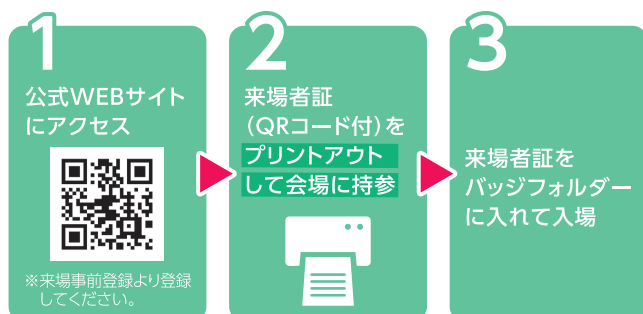 1
公式WEBサイト
にアクセス
※来場事前登録より登録
してください。
2
来場者証
（QRコード付）を
プリントアウト
して会場に持参
3
来場者証を
バッジフォルダー
に入れて入場